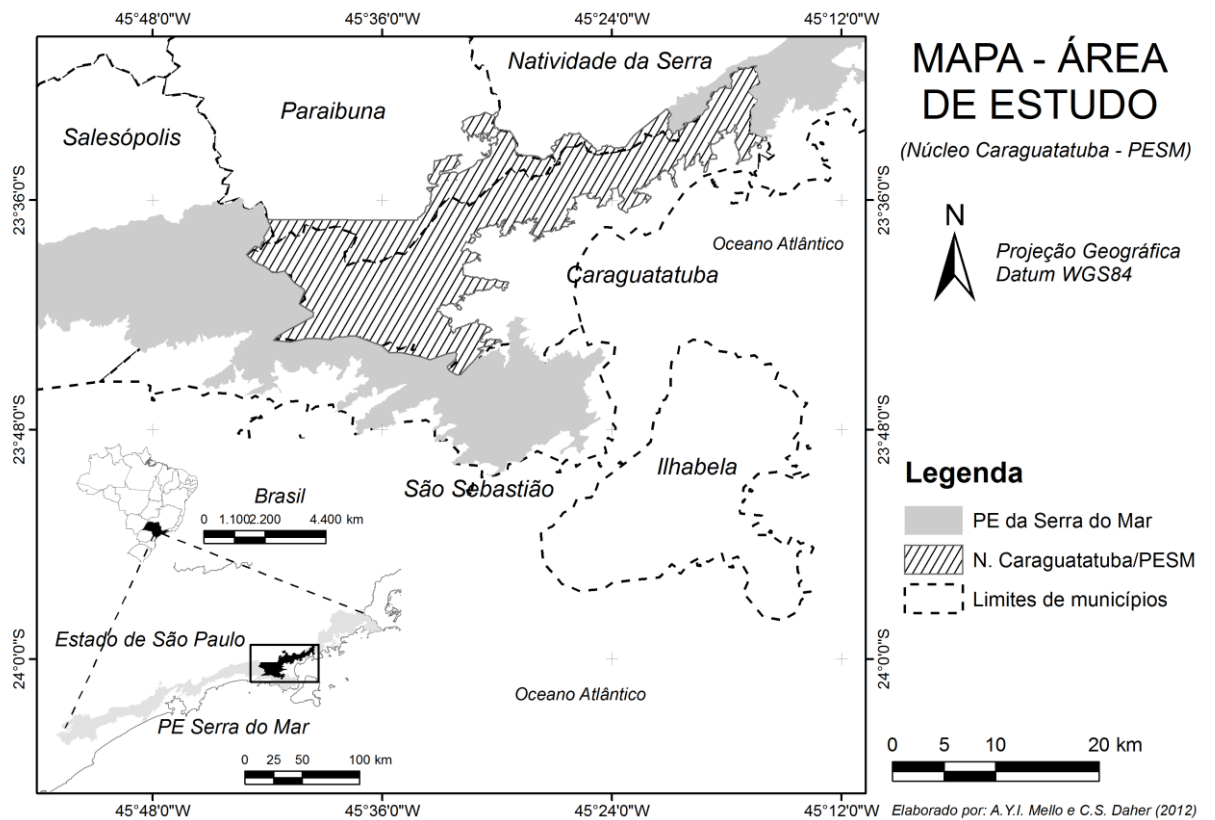 45°48'0"W
45°36'0"W
45°24'0"W
45°12'0"W
MAPA - ÁREA
DE ESTUDO
(Núcleo Caraguatatuba - PESM)
Natividade da Serra
Paraibuna
Salesópolis
23°36'0"S
23°36'0"S
N
Projeção Geográfica
Datum WGS84
Oceano Atlântico
Caraguatatuba
23°48'0"S
23°48'0"S
Ilhabela
São Sebastião
Brasil
0 1.100 2.200 4.400 km
Legenda
PE da Serra do Mar
N. Caraguatatuba/PESM
Limites de municípios
Estado de São Paulo
24°0'0"S
24°0'0"S
Oceano Atlântico
PE Serra do Mar
0 25 50 100 km
0 5 10 20 km
45°48'0"W
45°36'0"W
45°24'0"W
45°12'0"W
Elaborado por: A.Y.I. Mello e C.S. Daher (2012)